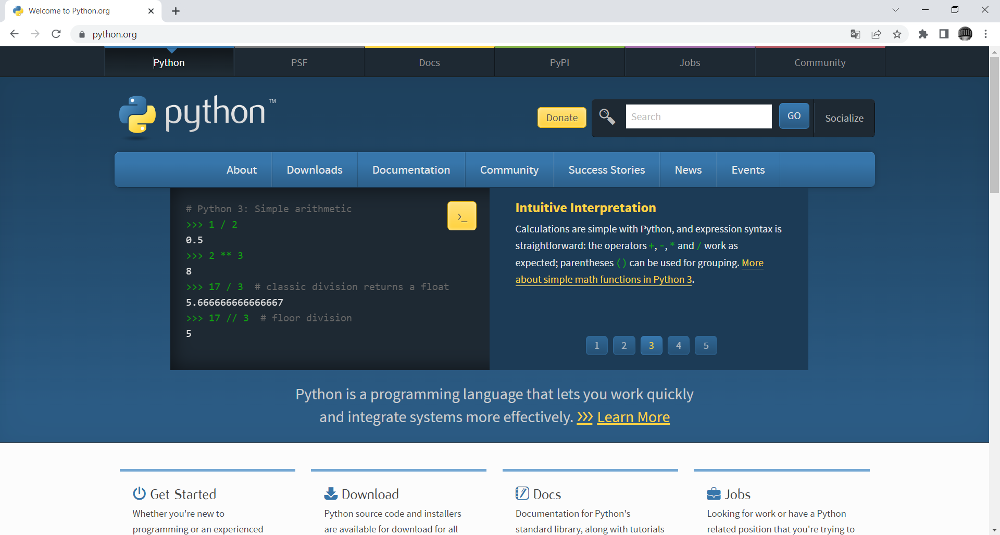 Welcome to Python.org
python.org
Python PSF Docs PyPI Jobs Community
python™
Donate Search GO Socialize
About Downloads Documentation Community Success Stories News Events
# Python 3: Simple arithmetic
>>> 1 / 2
0.5
>>> 2 ** 3
8
>>> 17 / 3  # classic division returns a float
5.666666666666667
>>> 17 // 3  # floor division
5
>_
Intuitive Interpretation
Calculations are simple with Python, and expression syntax is
straightforward: the operators +, -, * and / work as
expected; parentheses () can be used for grouping. More
about simple math functions in Python 3.
1 2 3 4 5
Python is a programming language that lets you work quickly
and integrate systems more effectively. >>> Learn More
Get Started
Whether you're new to
programming or an experienced
Download
Python source code and installers
are available for download for all
Docs
Documentation for Python's
standard library, along with tutorials
Jobs
Looking for work or have a Python
related position that you're trying to